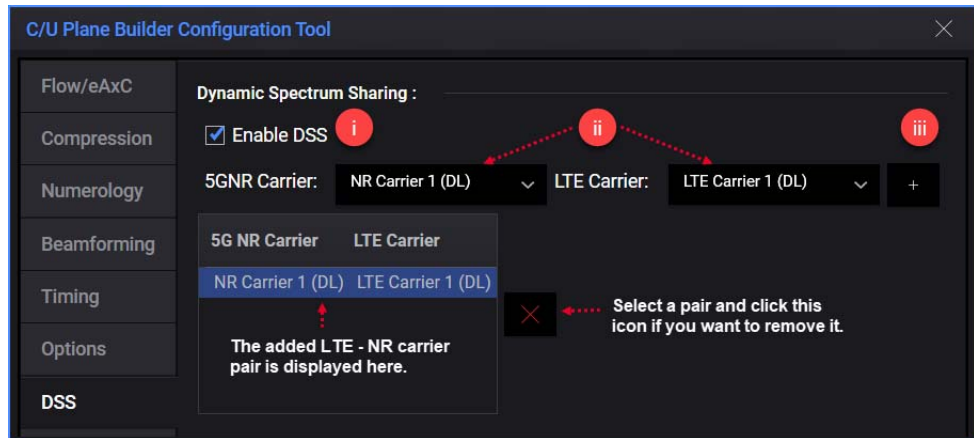 C/U Plane Builder Configuration Tool
Flow/eAxC
Compression
Numerology
Beamforming
Timing
Options
DSS
Dynamic Spectrum Sharing :
Enable DSS
i
ii
iii
5GNR Carrier:
NR Carrier 1 (DL)
LTE Carrier:
LTE Carrier 1 (DL)
+
5G NR Carrier LTE Carrier
NR Carrier 1 (DL) LTE Carrier 1 (DL)
The added LTE - NR carrier
pair is displayed here.
Select a pair and click this
icon if you want to remove it.